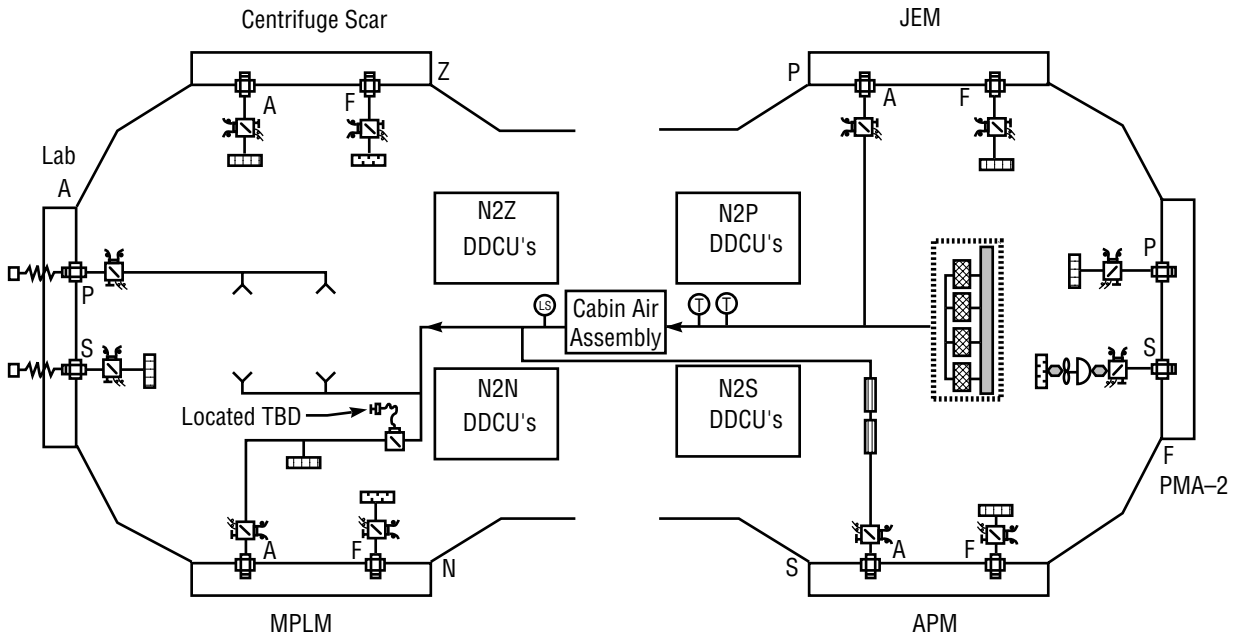 Centrifuge Scar
JEM
Z
P
A
F
A
F
Lab
A
N2Z
DDCU's
N2P
DDCU's
P
P
LS
Cabin Air
Assembly
T
T
S
S
N2N
DDCU's
N2S
DDCU's
Located TBD
F
PMA–2
A
F
N
S
A
F
MPLM
APM